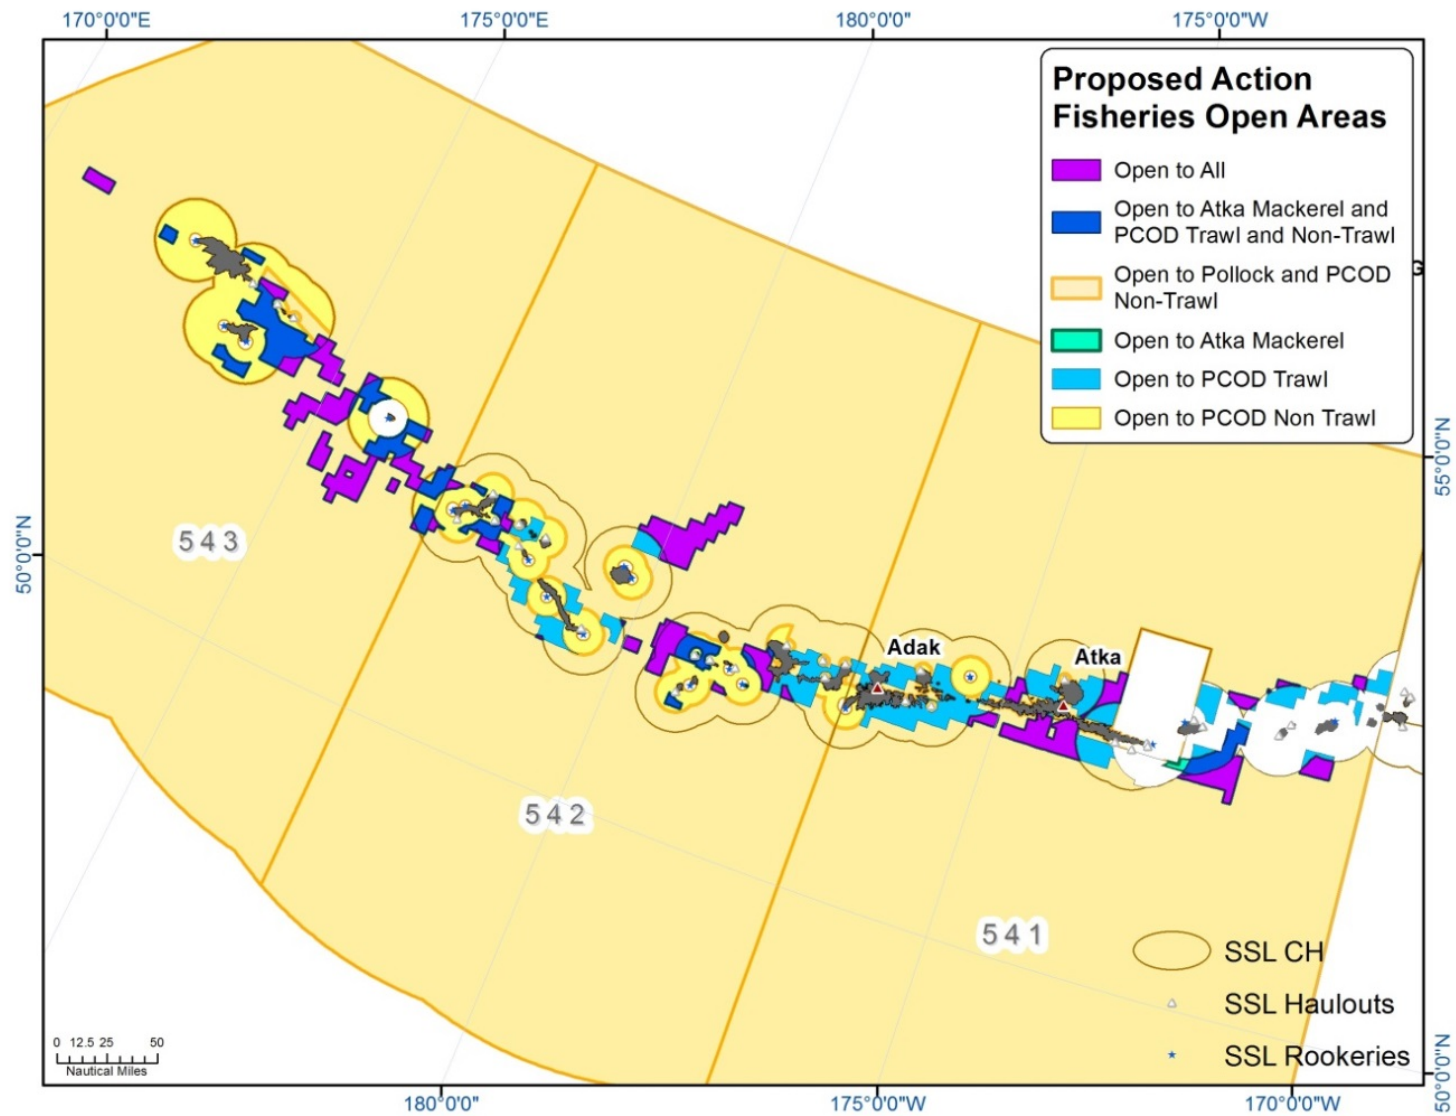 170°0'0"E 175°0'0"E 180°0'0" 175°0'0"W
Proposed Action
Fisheries Open Areas
Open to All
Open to Atka Mackerel and
PCOD Trawl and Non-Trawl
Open to Pollock and PCOD
Non-Trawl
Open to Atka Mackerel
Open to PCOD Trawl
Open to PCOD Non Trawl
G
55°0'0"N
50°0'0"N
543
Adak
Atka
542
541
SSL CH
SSL Haulouts
SSL Rookeries
0 12.5 25 50
Nautical Miles
50°0'0"N
180°0'0" 175°0'0"W 170°0'0"W